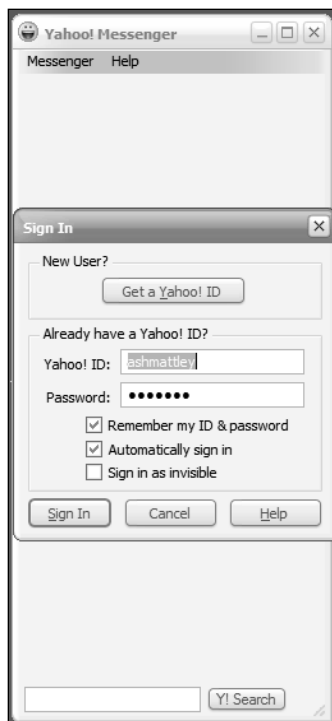 Yahoo! Messenger
Messenger Help
Sign In
New User?
Get a Yahoo! ID
Already have a Yahoo! ID?
Yahoo! ID: ashmattley
Password: •••••••
Remember my ID & password
Automatically sign in
Sign in as invisible
Sign In Cancel Help
Y! Search